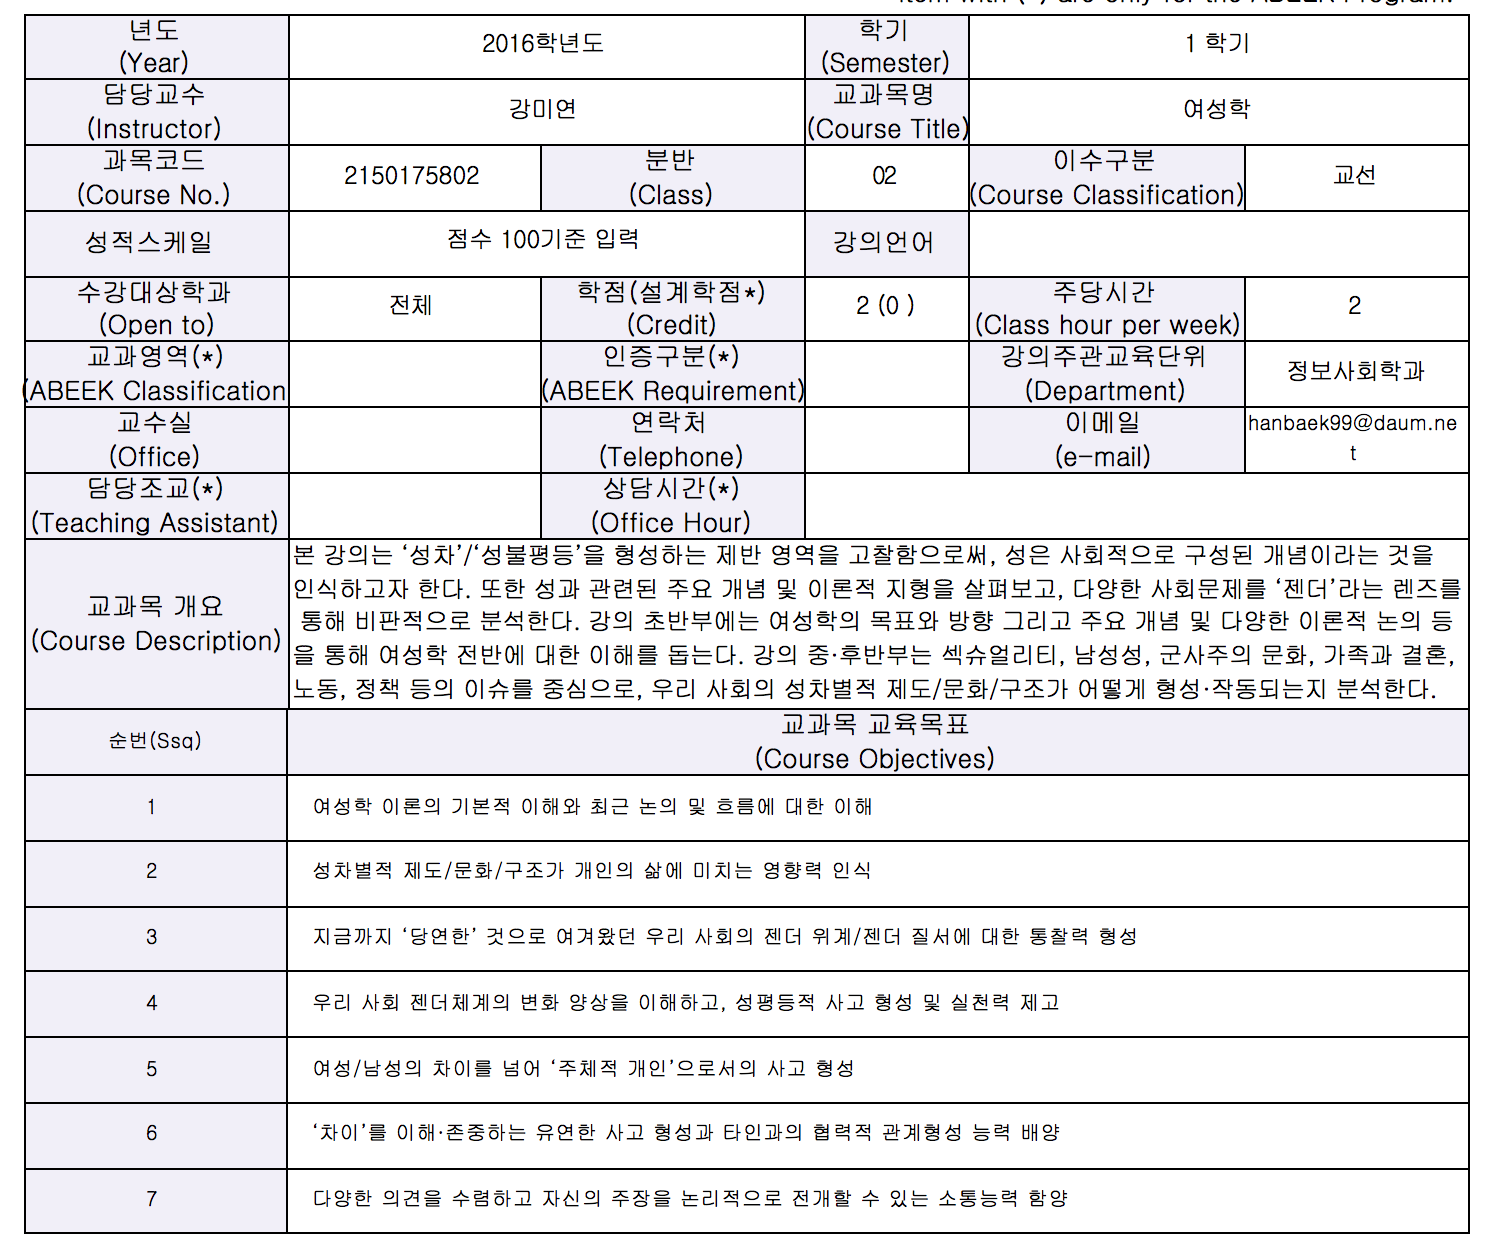 년도 2016학년도 학기 1 학기
(Year) (Semester)
담당교수 강미연 교과목명 여성학
(Instructor) (Course Title)
과목코드 2150175802 분반 02 이수구분 교선
(Course No.) (Class) (Course Classification)
성적스케일 점수 100기준 입력 강의언어
수강대상학과 전체 학점(설계학점*) 2 (0 ) 주당시간 2
(Open to) (Credit) (Class hour per week)
교과영역(*) 인증구분(*) 강의주관교육단위 정보사회학과
(ABEEK Classification (ABEEK Requirement) (Department)
교수실 연락처 이메일 hanbaek99@daum.ne
(Office) (Telephone) (e-mail) t
담당조교(*) 상담시간(*)
(Teaching Assistant) (Office Hour)
교과목 개요
(Course Description)
본 강의는 ‘성차’/‘성불평등’을 형성하는 제반 영역을 고찰함으로써, 성은 사회적으로 구성된 개념이라는 것을
인식하고자 한다. 또한 성과 관련된 주요 개념 및 이론적 지형을 살펴보고, 다양한 사회문제를 ‘젠더’라는 렌즈를
통해 비판적으로 분석한다. 강의 초반부에는 여성학의 목표와 방향 그리고 주요 개념 및 다양한 이론적 논의 등
을 통해 여성학 전반에 대한 이해를 돕는다. 강의 중·후반부는 섹슈얼리티, 남성성, 군사주의 문화, 가족과 결혼,
노동, 정책 등의 이슈를 중심으로, 우리 사회의 성차별적 제도/문화/구조가 어떻게 형성·작동되는지 분석한다.
순번(Ssq) 교과목 교육목표
(Course Objectives)
1 여성학 이론의 기본적 이해와 최근 논의 및 흐름에 대한 이해
2 성차별적 제도/문화/구조가 개인의 삶에 미치는 영향력 인식
3 지금까지 ‘당연한’ 것으로 여겨왔던 우리 사회의 젠더 위계/젠더 질서에 대한 통찰력 형성
4 우리 사회 젠더체계의 변화 양상을 이해하고, 성평등적 사고 형성 및 실천력 제고
5 여성/남성의 차이를 넘어 ‘주체적 개인’으로서의 사고 형성
6 ‘차이’를 이해·존중하는 유연한 사고 형성과 타인과의 협력적 관계형성 능력 배양
7 다양한 의견을 수렴하고 자신의 주장을 논리적으로 전개할 수 있는 소통능력 함양